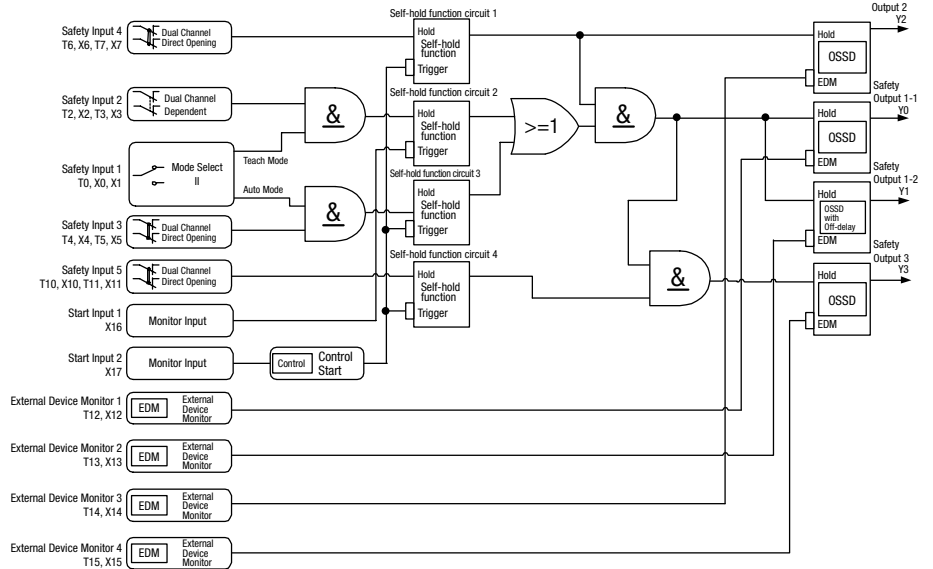 Safety Input 4
T6, X6, T7, X7
Dual Channel
Direct Opening
Safety Input 2
T2, X2, T3, X3
Dual Channel
Dependent
Safety Input 1
T0, X0, X1
Mode Select
II
Teach Mode
Auto Mode
Safety Input 3
T4, X4, T5, X5
Dual Channel
Direct Opening
Safety Input 5
T10, X10, T11, X11
Dual Channel
Direct Opening
Start Input 1
X16
Monitor Input
Start Input 2
X17
Monitor Input
Control
Control
Start
External Device Monitor 1
T12, X12
EDM
External
Device
Monitor
External Device Monitor 2
T13, X13
EDM
External
Device
Monitor
External Device Monitor 3
T14, X14
EDM
External
Device
Monitor
External Device Monitor 4
T15, X15
EDM
External
Device
Monitor
&
&
Self-hold function circuit 1
Hold
Self-hold
function
Trigger
Self-hold function circuit 2
Hold
Self-hold
function
Trigger
Self-hold function circuit 3
Hold
Self-hold
function
Trigger
Self-hold function circuit 4
Hold
Self-hold
function
Trigger
>=1
&
&
Output 2
Y2
Hold
OSSD
EDM
Safety
Output 1-1
Y0
Hold
OSSD
EDM
Safety
Output 1-2
Y1
Hold
OSSD
with
Off-delay
EDM
Safety
Output 3
Y3
Hold
OSSD
EDM